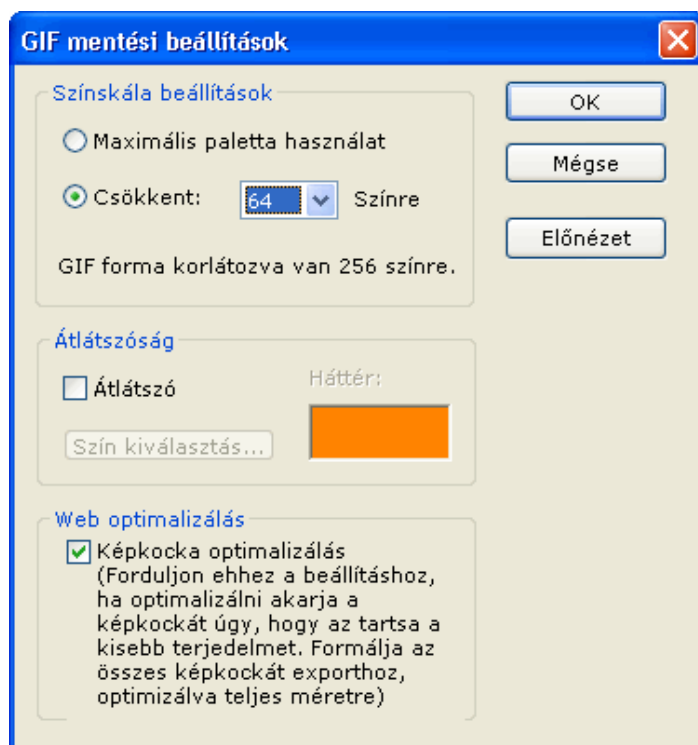 GIF mentési beállítások
Színskála beállítások
OK
Maximális paletta használat
Mégse
Csökkent: 64 Színre
Előnézet
GIF forma korlátozva van 256 színre.
Átlátszóság
Átlátszó
Háttér:
Szín kiválasztás...
Web optimalizálás
Képkocka optimalizálás
(Forduljon ehhez a beállításhoz,
ha optimalizálni akarja a
képkockát úgy, hogy az tartsa a
kisebb terjedelmet. Formálja az
összes képkockát exporthoz,
optimizálva teljes méretre)